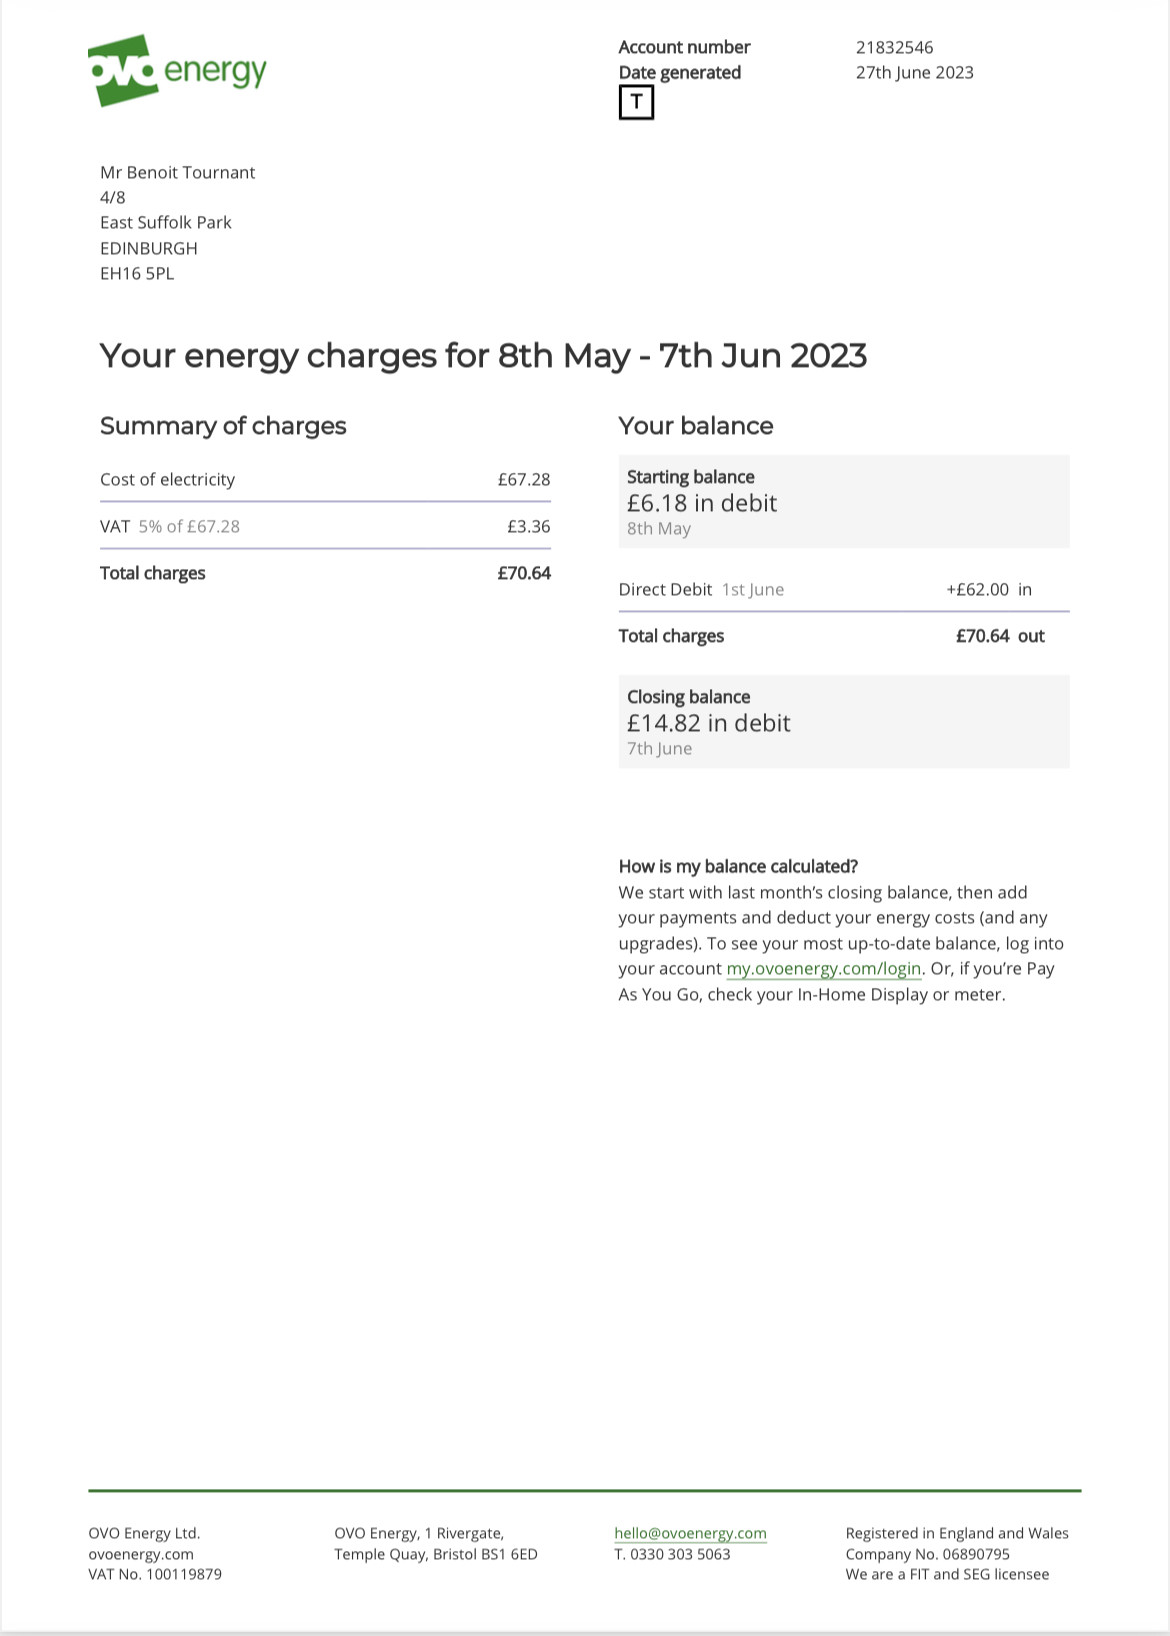 ovo energy
Account number 21832546
Date generated 27th June 2023
T
Mr Benoit Tournant
4/8
East Suffolk Park
EDINBURGH
EH16 5PL
Your energy charges for 8th May - 7th Jun 2023
Summary of charges
Cost of electricity £67.28
VAT 5% of £67.28 £3.36
Total charges £70.64
Your balance
Starting balance
£6.18 in debit
8th May
Direct Debit 1st June +£62.00 in
Total charges £70.64 out
Closing balance
£14.82 in debit
7th June
How is my balance calculated?
We start with last month's closing balance, then add
your payments and deduct your energy costs (and any
upgrades). To see your most up-to-date balance, log into
your account my.ovoenergy.com/login. Or, if you're Pay
As You Go, check your In-Home Display or meter.
OVO Energy Ltd.
ovoenergy.com
VAT No. 100119879
OVO Energy, 1 Rivergate,
Temple Quay, Bristol BS1 6ED
hello@ovoenergy.com
T. 0330 303 5063
Registered in England and Wales
Company No. 06890795
We are a FIT and SEG licensee